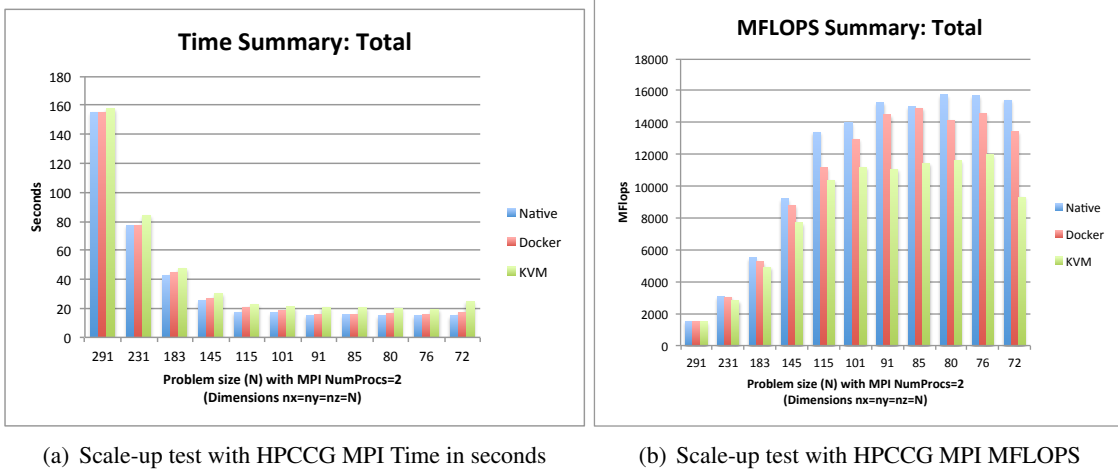 Time Summary: Total
180
160
140
120
100
80
60
40
20
0
Seconds
291 231 183 145 115 101 91 85 80 76 72
Problem size (N) with MPI NumProcs=2
(Dimensions nx=ny=nz=N)
Native
Docker
KVM
(a) Scale-up test with HPCCG MPI Time in seconds
MFLOPS Summary: Total
18000
16000
14000
12000
10000
8000
6000
4000
2000
0
MFlops
291 231 183 145 115 101 91 85 80 76 72
Problem size (N) with MPI NumProcs=2
(Dimensions nx=ny=nz=N)
Native
Docker
KVM
(b) Scale-up test with HPCCG MPI MFLOPS